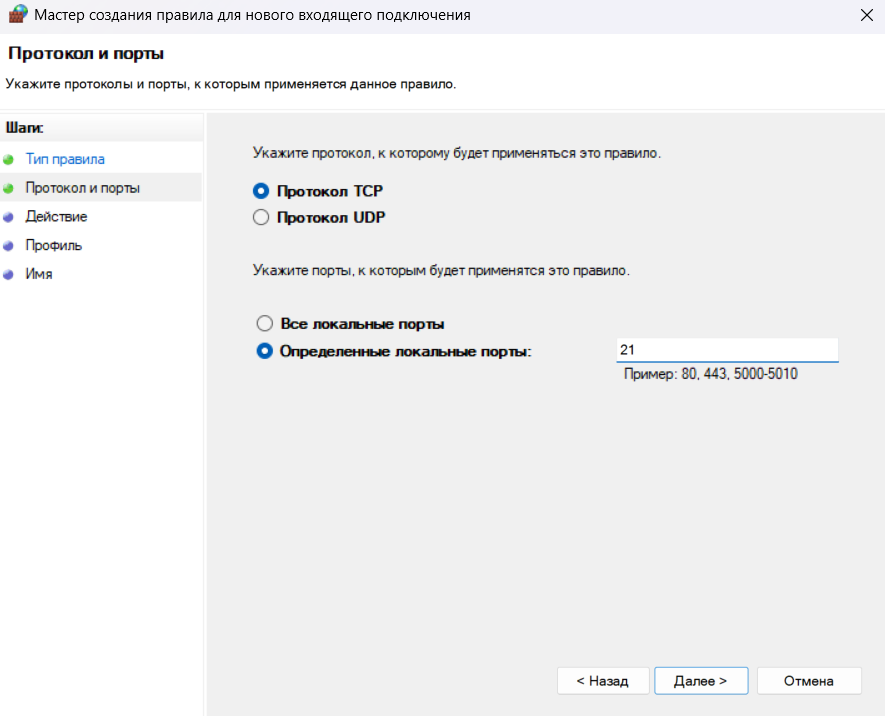 Мастер создания правила для нового входящего подключения
Протокол и порты
Укажите протоколы и порты, к которым применяется данное правило.
Шаги:
Тип правила
Протокол и порты
Действие
Профиль
Имя
Укажите протокол, к которому будет применяться это правило.
Протокол TCP
Протокол UDP
Укажите порты, к которым будет применятся это правило.
Все локальные порты
Определенные локальные порты:
21
Пример: 80, 443, 5000-5010
< Назад
Далее >
Отмена